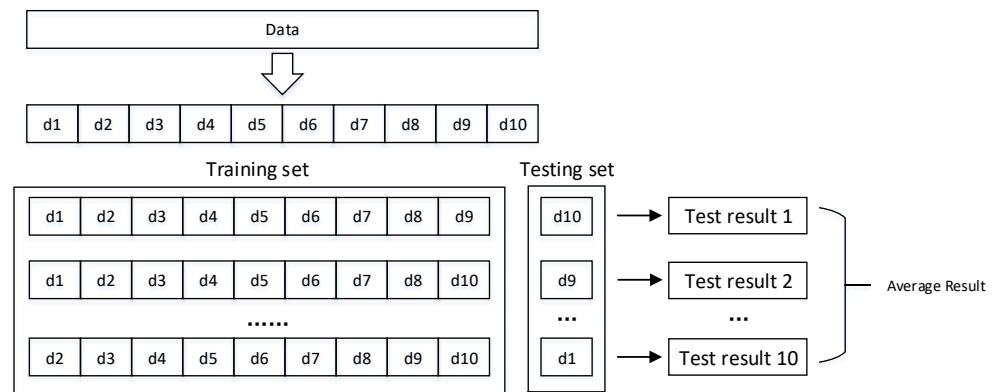 Data
d1 d2 d3 d4 d5 d6 d7 d8 d9 d10
Training set Testing set
d1 d2 d3 d4 d5 d6 d7 d8 d9 d10 Test result 1
d1 d2 d3 d4 d5 d6 d7 d8 d10 d9 Test result 2
Average Result
...... ... ...
d2 d3 d4 d5 d6 d7 d8 d9 d10 d1 Test result 10